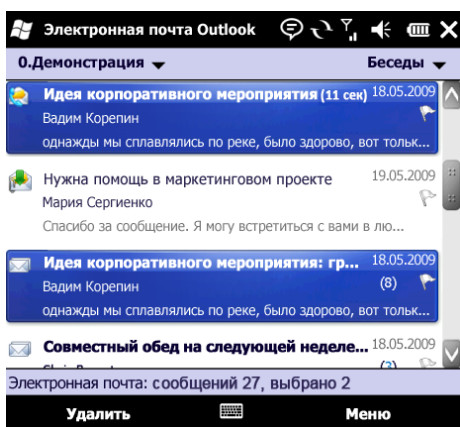 Электронная почта Outlook
0.Демонстрация Беседы
Идея корпоративного мероприятия (11 сек) 18.05.2009
Вадим Корепин
однажды мы сплавлялись по реке, было здорово, вот тольк...
Нужна помощь в маркетинговом проекте 19.05.2009
Мария Сергиенко
Спасибо за сообщение. Я могу встретиться с вами в лю...
Идея корпоративного мероприятия: гр... 18.05.2009
Вадим Корепин (8)
однажды мы сплавлялись по реке, было здорово, вот тольк...
Совместный обед на следующей неделе... 18.05.2009
(3)
Электронная почта: сообщений 27, выбрано 2
Удалить Меню